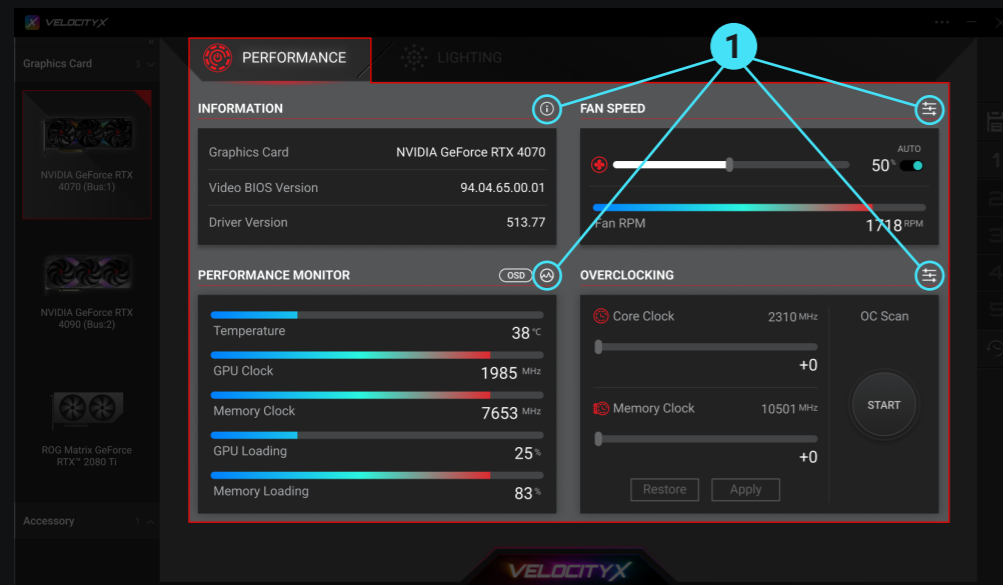 VELOCITYX
Graphics Card 3
PERFORMANCE
LIGHTING
1
INFORMATION
Graphics Card NVIDIA GeForce RTX 4070
Video BIOS Version 94.04.65.00.01
Driver Version 513.77
FAN SPEED
AUTO
50 %
Fan RPM 1718 RPM
NVIDIA GeForce RTX
4070 (Bus:1)
NVIDIA GeForce RTX
4090 (Bus:2)
ROG Matrix GeForce
RTX™ 2080 Ti
Accessory 1
PERFORMANCE MONITOR OSD
Temperature 38 °C
GPU Clock 1985 MHz
Memory Clock 7653 MHz
GPU Loading 25 %
Memory Loading 83 %
OVERCLOCKING
Core Clock 2310 MHz
+0
Memory Clock 10501 MHz
+0
Restore Apply
OC Scan
START
VELOCITYX